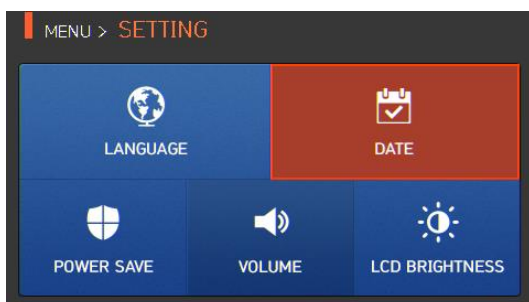 MENU > SETTING
LANGUAGE
DATE
POWER SAVE
VOLUME
LCD BRIGHTNESS